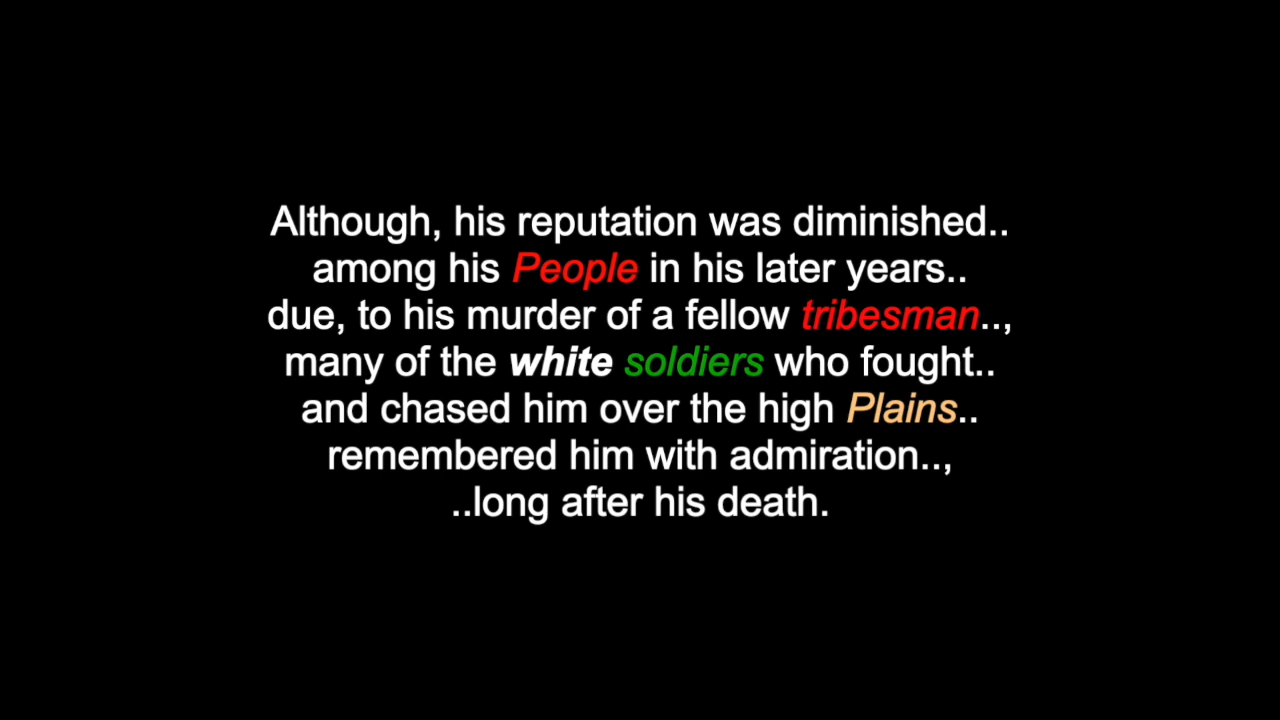 Although, his reputation was diminished..
among his People in his later years..
due, to his murder of a fellow tribesman..,
many of the white soldiers who fought..
and chased him over the high Plains..
remembered him with admiration..,
..long after his death.